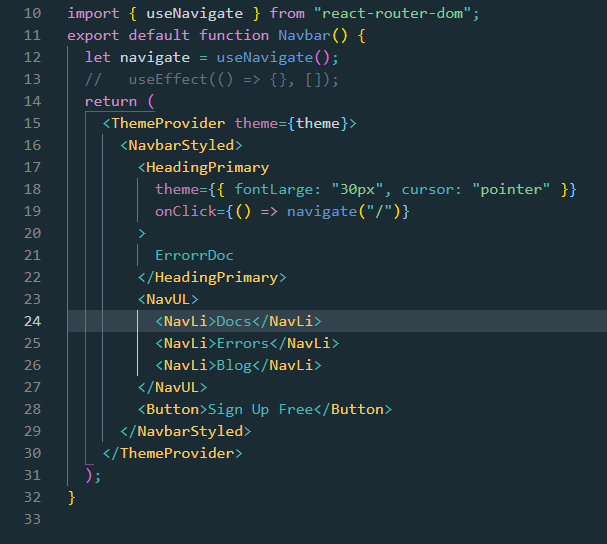 10 import { useNavigate } from "react-router-dom";
11 export default function Navbar() {
12   let navigate = useNavigate();
13   //   useEffect(() => {}, []);
14   return (
15     <ThemeProvider theme={theme}>
16       <NavbarStyled>
17         <HeadingPrimary
18           theme={{ fontLarge: "30px", cursor: "pointer" }}
19           onClick={() => navigate("/")}
20         >
21           ErrorrDoc
22         </HeadingPrimary>
23         <NavUL>
24           <NavLi>Docs</NavLi>
25           <NavLi>Errors</NavLi>
26           <NavLi>Blog</NavLi>
27         </NavUL>
28         <Button>Sign Up Free</Button>
29       </NavbarStyled>
30     </ThemeProvider>
31   );
32 }
33